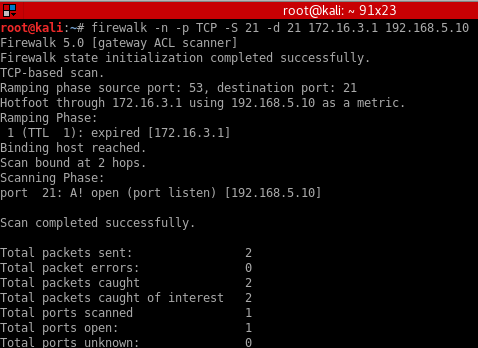 root@kali: ~ 91x23
root@kali:~# firewalk -n -p TCP -S 21 -d 21 172.16.3.1 192.168.5.10
Firewalk 5.0 [gateway ACL scanner]
Firewalk state initialization completed successfully.
TCP-based scan.
Ramping phase source port: 53, destination port: 21
Hotfoot through 172.16.3.1 using 192.168.5.10 as a metric.
Ramping Phase:
 1 (TTL  1): expired [172.16.3.1]
Binding host reached.
Scan bound at 2 hops.
Scanning Phase:
port  21: A! open (port listen) [192.168.5.10]

Scan completed successfully.

Total packets sent:                2
Total packet errors:               0
Total packets caught               2
Total packets caught of interest   2
Total ports scanned                1
Total ports open:                  1
Total ports unknown:               0